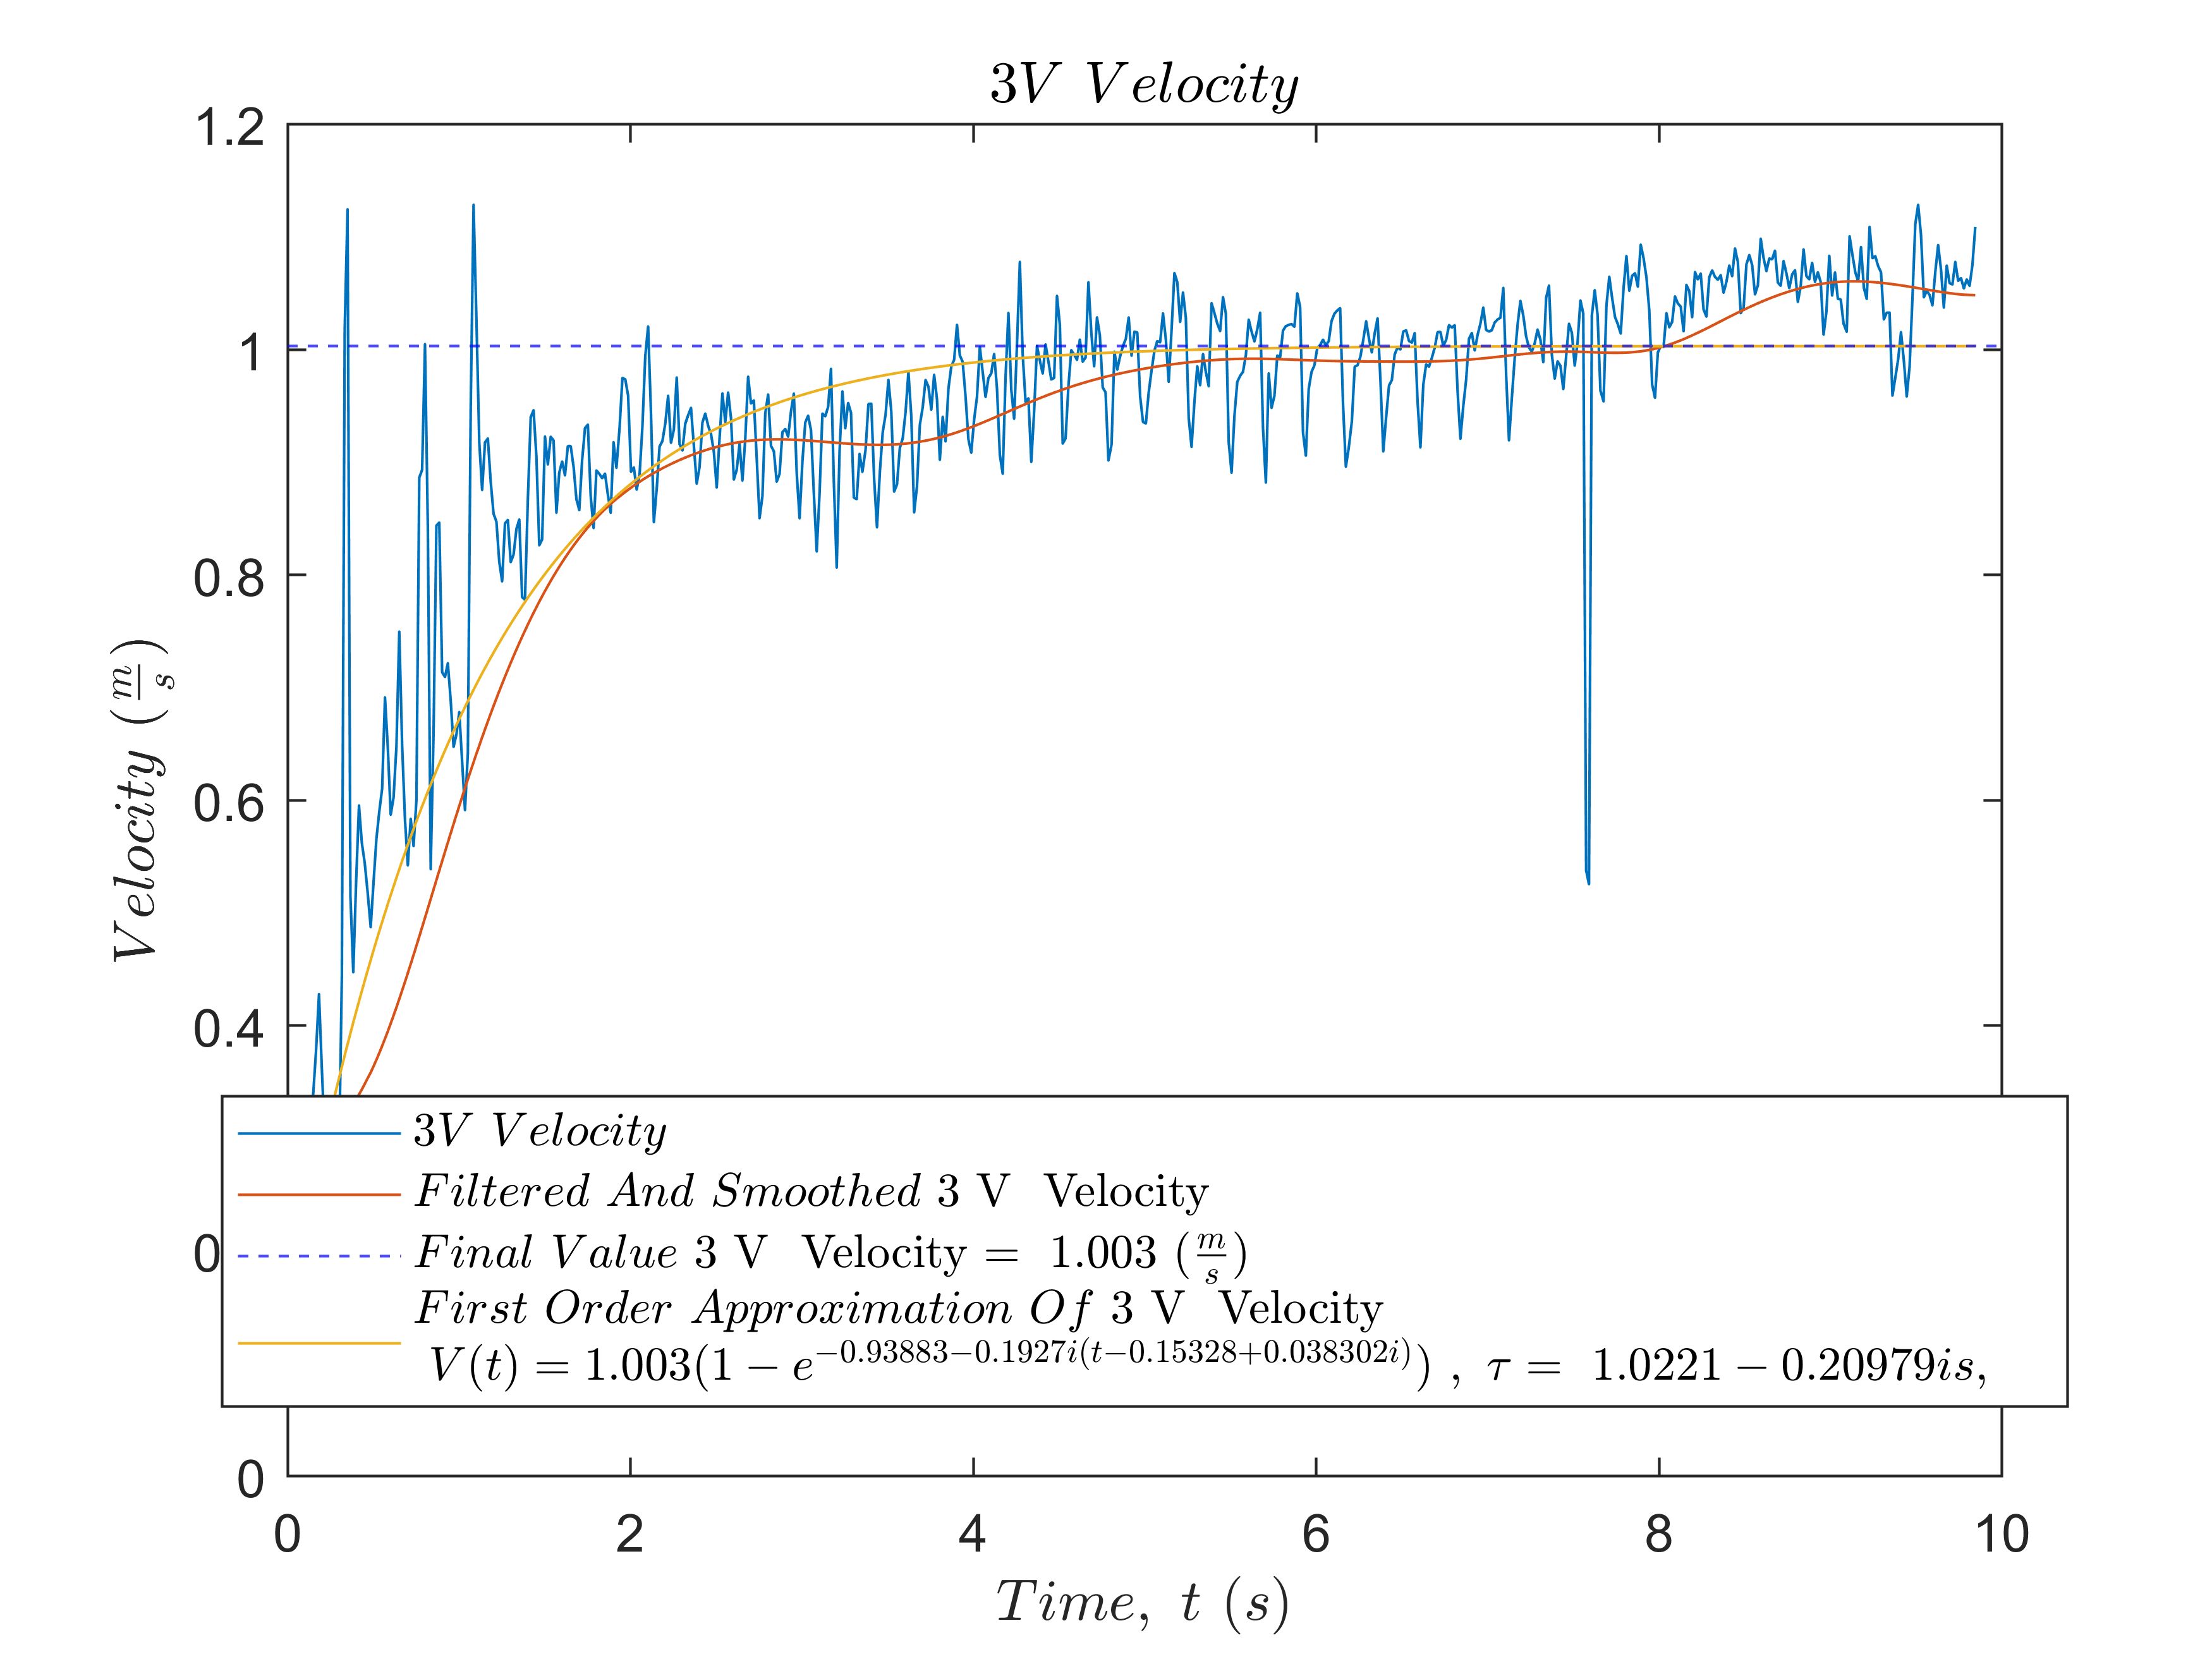 3V Velocity
1.2
1
0.8
0.6
0.4
0
0
Velocity (m/s)
3V Velocity
Filtered And Smoothed 3 V Velocity
Final Value 3 V Velocity = 1.003 (m/s)
First Order Approximation Of 3 V Velocity
V(t) = 1.003(1 − e^{−0.93883−0.1927i(t−0.15328+0.038302i)}) , τ = 1.0221 − 0.20979is,
0 2 4 6 8 10
Time, t (s)